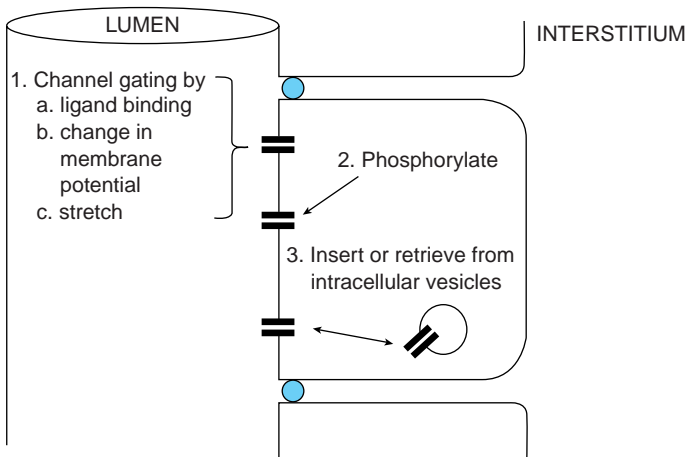 LUMEN
INTERSTITIUM
1. Channel gating by
a. ligand binding
b. change in
membrane
potential
c. stretch
2. Phosphorylate
3. Insert or retrieve from
intracellular vesicles